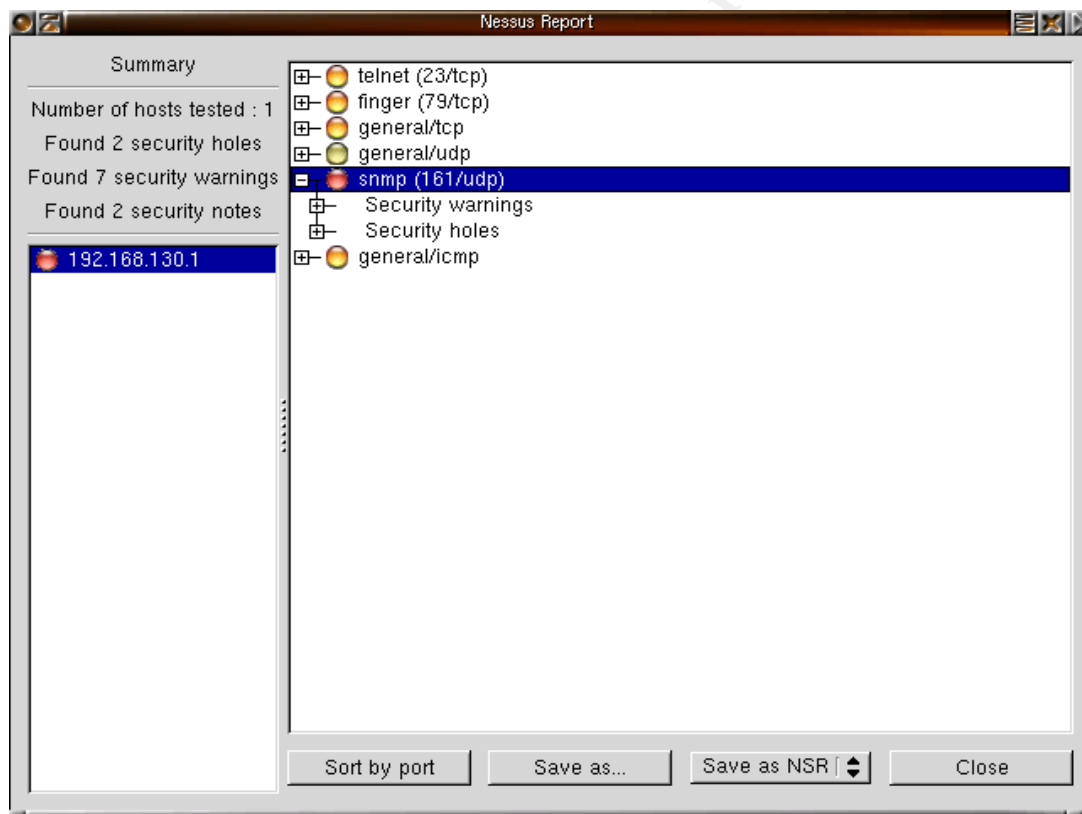 Nessus Report
Summary
Number of hosts tested : 1
Found 2 security holes
Found 7 security warnings
Found 2 security notes
192.168.130.1
telnet (23/tcp)
finger (79/tcp)
general/tcp
general/udp
snmp (161/udp)
Security warnings
Security holes
general/icmp
Sort by port
Save as...
Save as NSR
Close